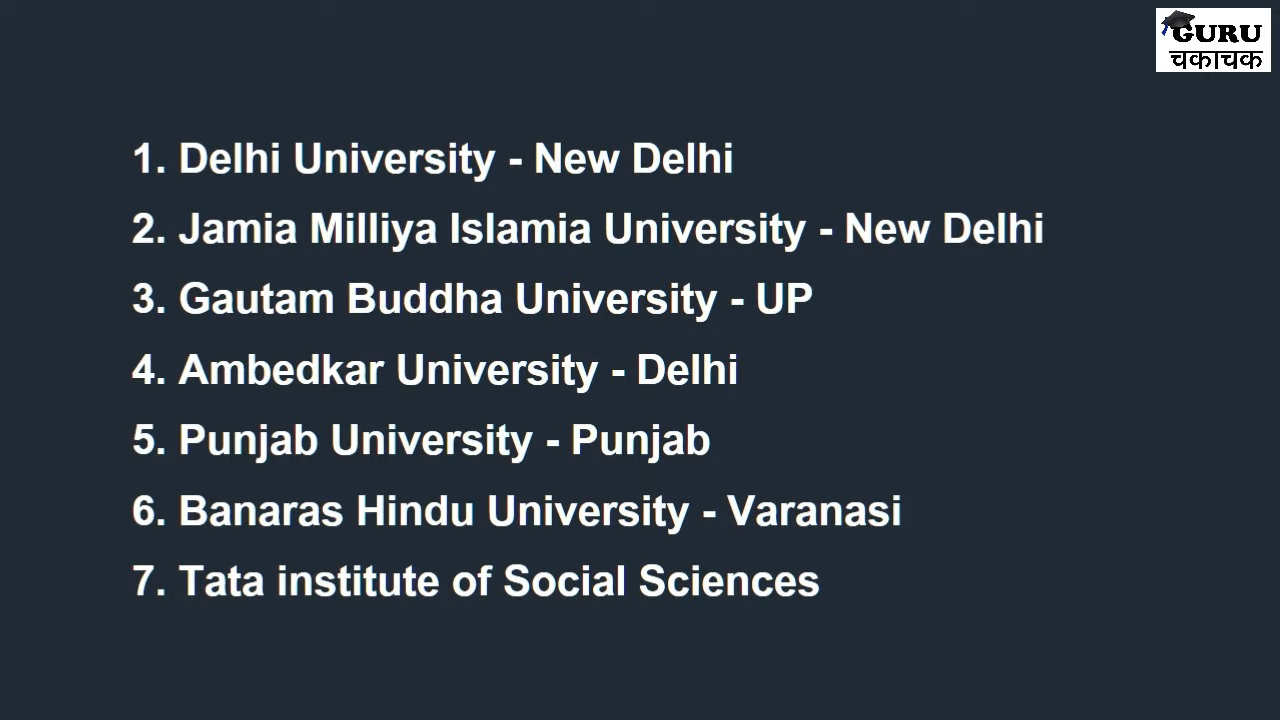 GURU
चकाचक
1. Delhi University - New Delhi
2. Jamia Milliya Islamia University - New Delhi
3. Gautam Buddha University - UP
4. Ambedkar University - Delhi
5. Punjab University - Punjab
6. Banaras Hindu University - Varanasi
7. Tata institute of Social Sciences